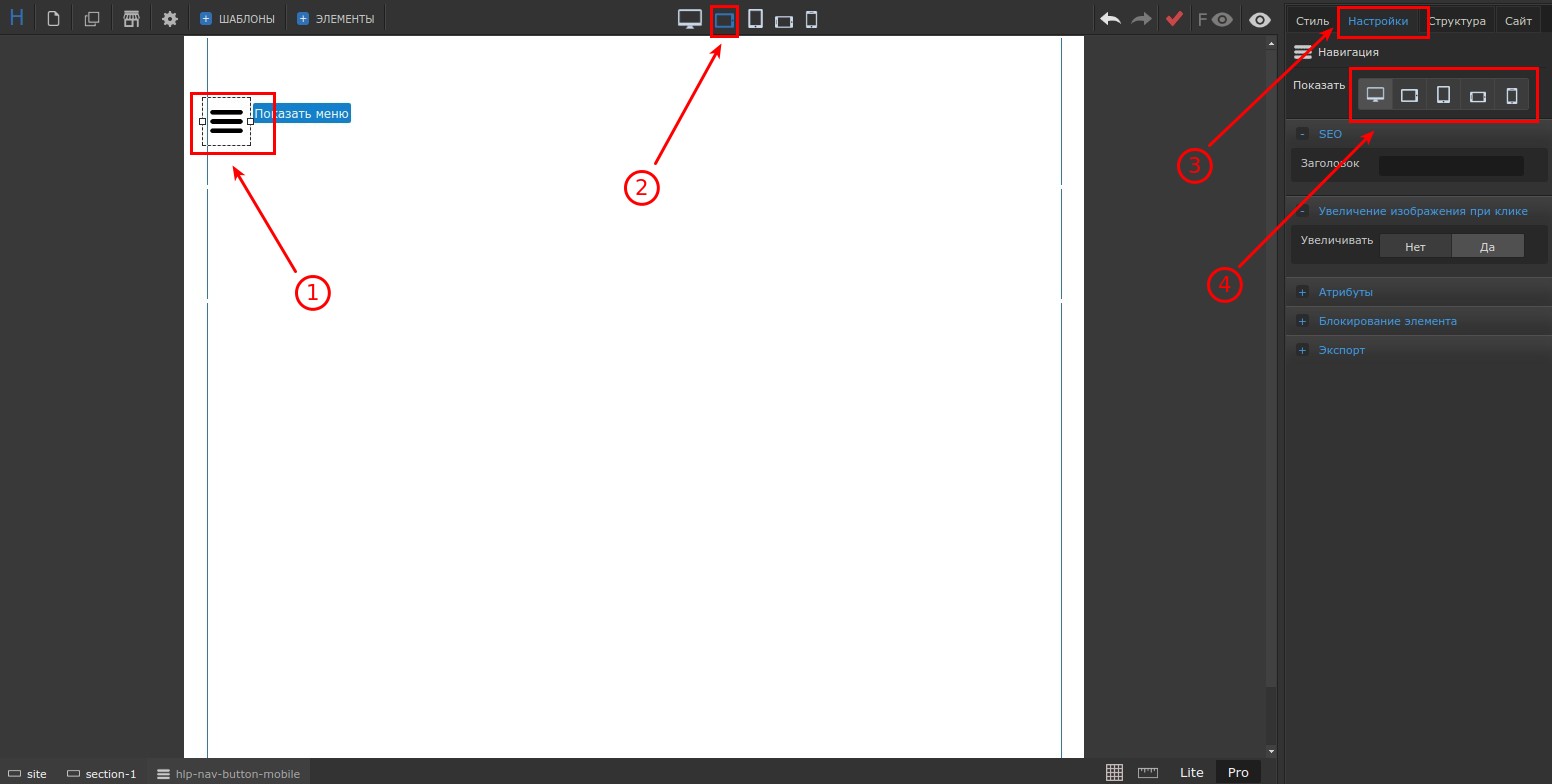 H
ШАБЛОНЫ
ЭЛЕМЕНТЫ
F
Стиль
Настройки
Структура
Сайт
Навигация
Показать
Показать меню
1
2
3
4
- SEO
Заголовок
- Увеличение изображения при клике
Увеличивать
Нет
Да
+ Атрибуты
+ Блокирование элемента
+ Экспорт
site
section-1
hlp-nav-button-mobile
Lite
Pro